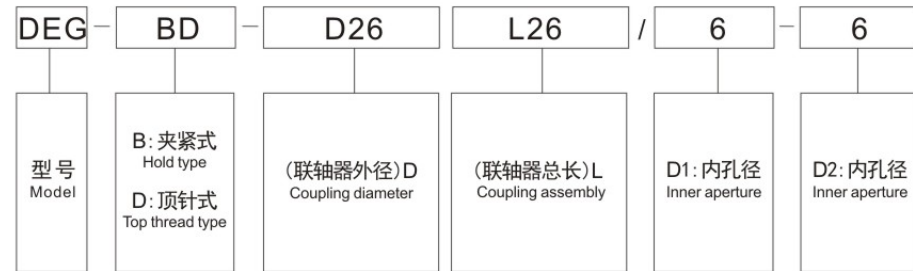 DEG - BD - D26 L26 / 6 - 6
型号
Model
B: 夹紧式
Hold type
D: 顶针式
Top thread type
(联轴器外径)D
Coupling diameter
(联轴器总长)L
Coupling assembly
D1: 内孔径
Inner aperture
D2: 内孔径
Inner aperture